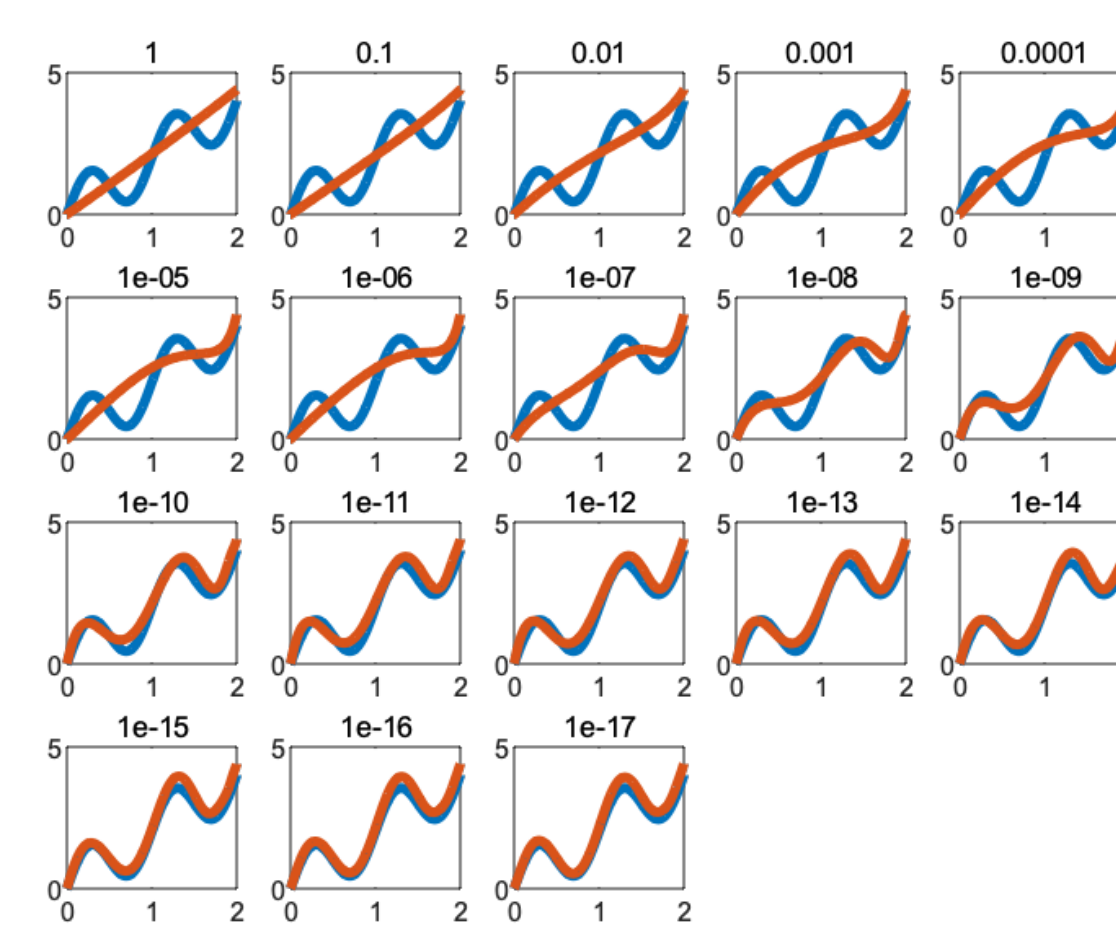 1 0.1 0.01 0.001 0.0001
5 5 5 5 5
0 0 0 0 0
0 1 2 0 1 2 0 1 2 0 1 2 0 1
1e-05 1e-06 1e-07 1e-08 1e-09
5 5 5 5 5
0 0 0 0 0
0 1 2 0 1 2 0 1 2 0 1 2 0 1
1e-10 1e-11 1e-12 1e-13 1e-14
5 5 5 5 5
0 0 0 0 0
0 1 2 0 1 2 0 1 2 0 1 2 0 1
1e-15 1e-16 1e-17
5 5 5
0 0 0
0 1 2 0 1 2 0 1 2